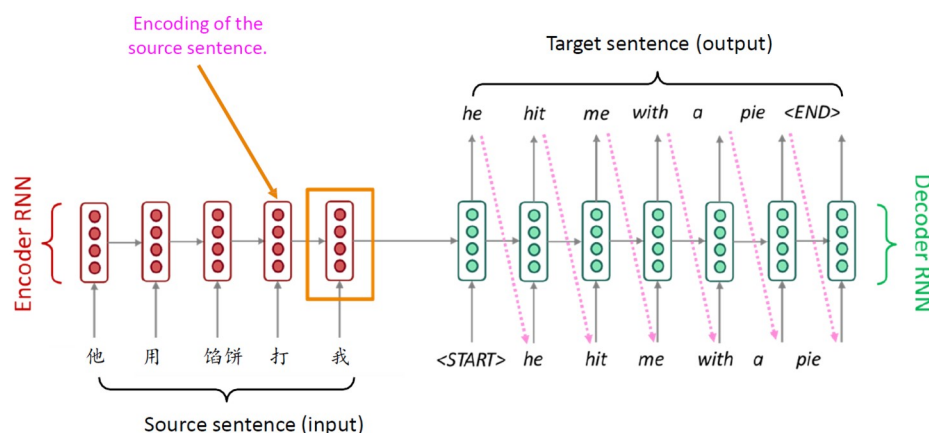 Encoding of the
source sentence.
Target sentence (output)
he hit me with a pie <END>
Encoder RNN
Decoder RNN
他 用 馅饼 打 我
<START> he hit me with a pie
Source sentence (input)